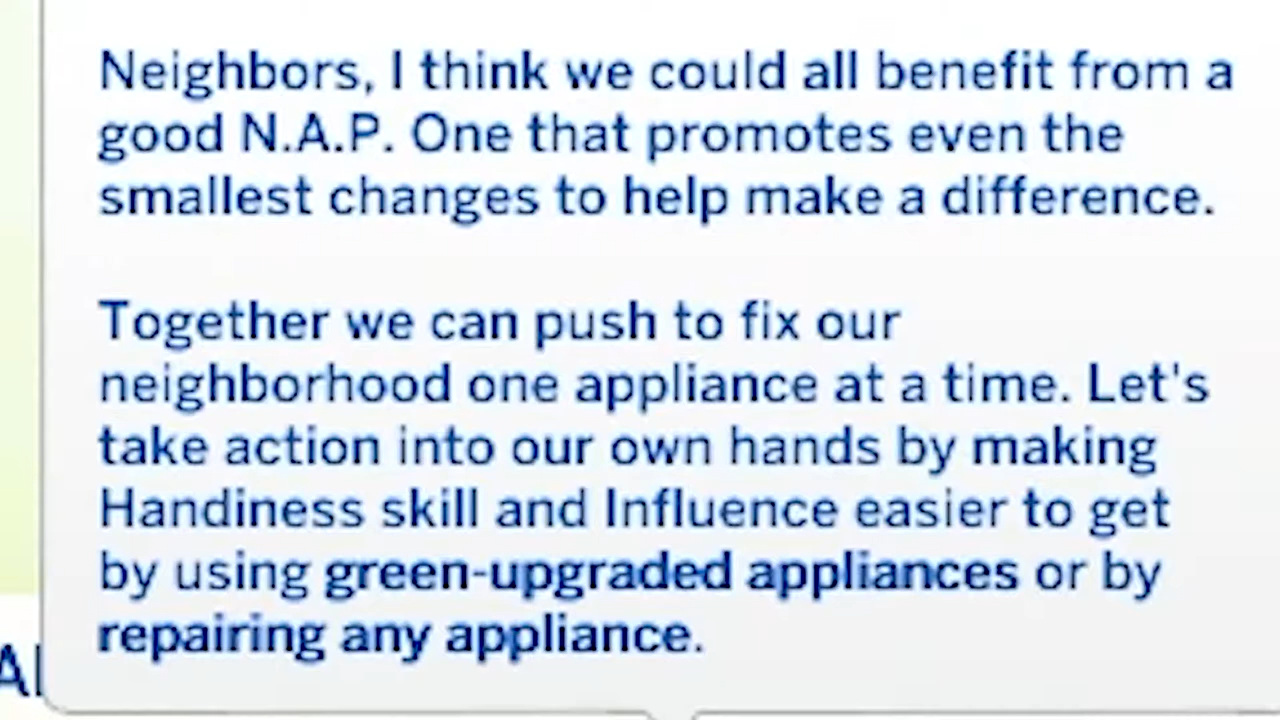 Neighbors, I think we could all benefit from a
good N.A.P. One that promotes even the
smallest changes to help make a difference.
Together we can push to fix our
neighborhood one appliance at a time. Let's
take action into our own hands by making
Handiness skill and Influence easier to get
by using green-upgraded appliances or by
repairing any appliance.